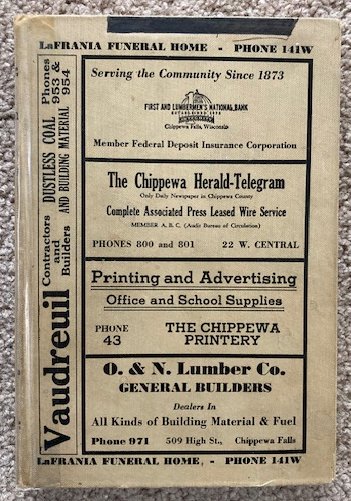 LaFRANIA FUNERAL HOME - PHONE 141W
Vaudreuil
Contractors and Builders
DUSTLESS COAL AND BUILDING MATERIAL
Phones 953 & 954
Serving the Community Since 1873
FIRST AND LUMBERMEN'S NATIONAL BANK
ESTABLISHED 1873
Chippewa Falls, Wisconsin
Member Federal Deposit Insurance Corporation
The Chippewa Herald-Telegram
Only Daily Newspaper in Chippewa County
Complete Associated Press Leased Wire Service
MEMBER A. B. C. (Audit Bureau of Circulation)
PHONES 800 and 801 22 W. CENTRAL
Printing and Advertising
Office and School Supplies
PHONE 43
THE CHIPPEWA PRINTERY
O. & N. Lumber Co.
GENERAL BUILDERS
Dealers In
All Kinds of Building Material & Fuel
Phone 971 509 High St., Chippewa Falls
LaFRANIA FUNERAL HOME, - PHONE 141W